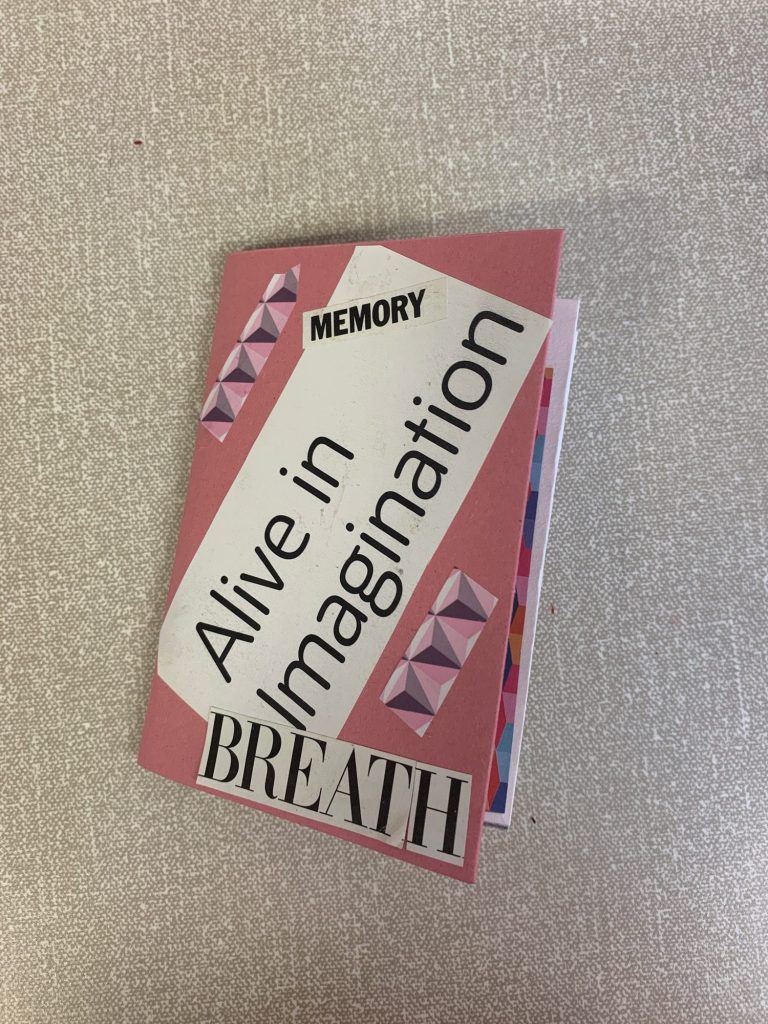 MEMORY
Alive in
Imagination
BREATH